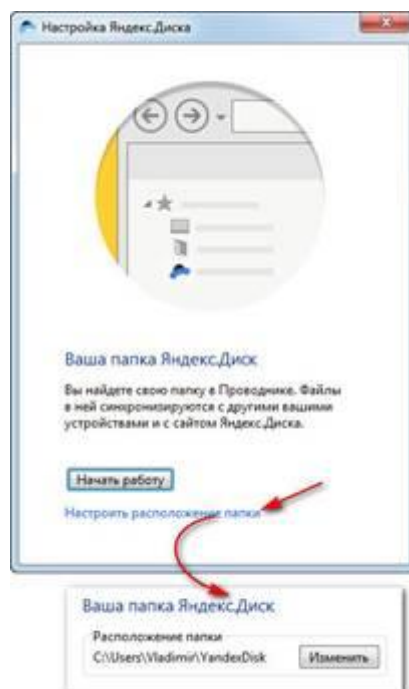 Настройка Яндекс.Диска
Ваша папка Яндекс.Диск
Вы найдете свою папку в Проводнике. Файлы
в ней синхронизируются с другими вашими
устройствами и с сайтом Яндекс.Диска.
Начать работу
Настроить расположение папки
Ваша папка Яндекс.Диск
Расположение папки
C:\Users\Vladimir\YandexDisk
Изменить